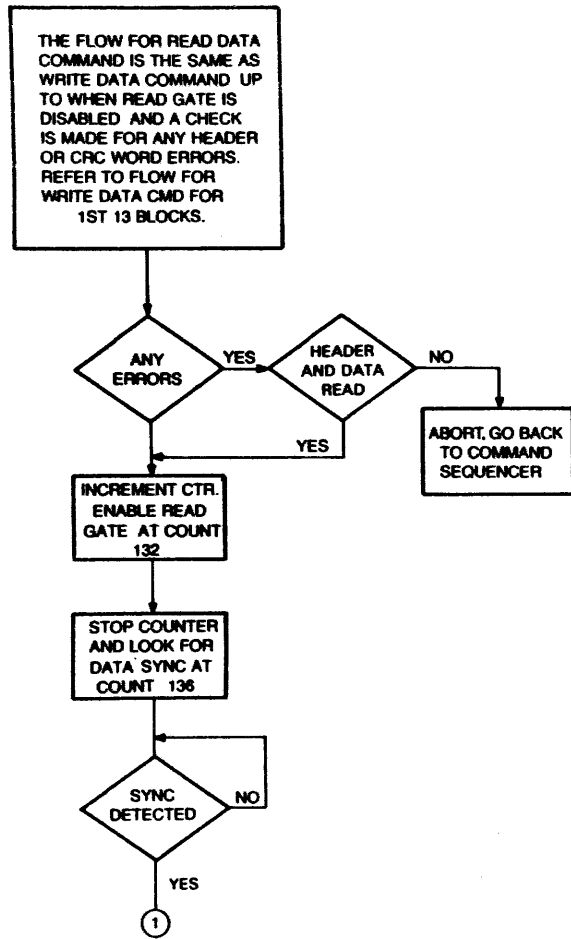 THE FLOW FOR READ DATA
COMMAND IS THE SAME AS
WRITE DATA COMMAND UP
TO WHEN READ GATE IS
DISABLED AND A CHECK
IS MADE FOR ANY HEADER
OR CRC WORD ERRORS.
REFER TO FLOW FOR
WRITE DATA CMD FOR
1ST 13 BLOCKS.
ANY
ERRORS
YES
HEADER
AND DATA
READ
NO
YES
ABORT, GO BACK
TO COMMAND
SEQUENCER
INCREMENT CTR.
ENABLE READ
GATE AT COUNT
132
STOP COUNTER
AND LOOK FOR
DATA SYNC AT
COUNT 136
SYNC
DETECTED
NO
YES
1